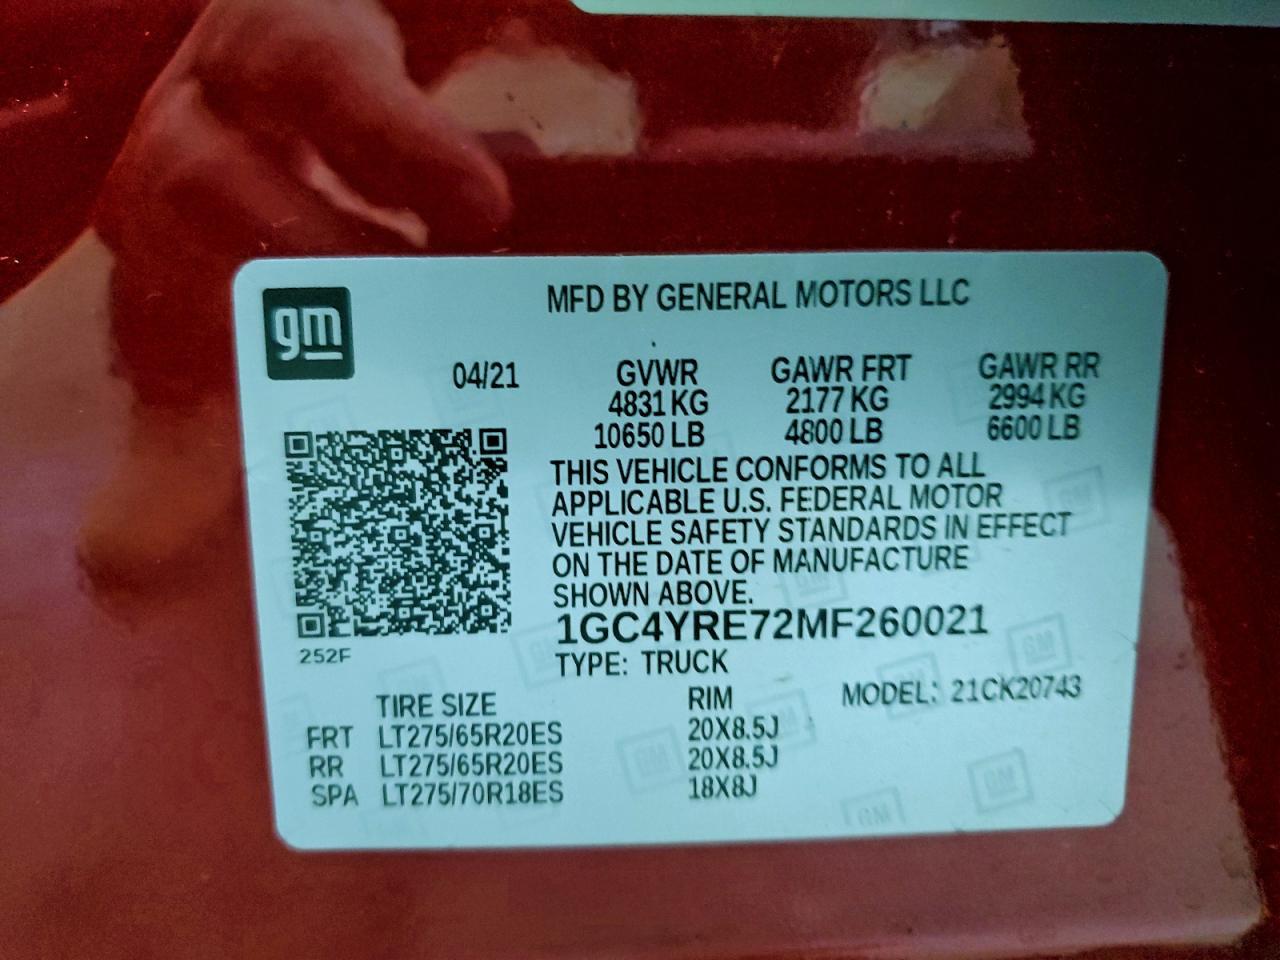 gm
MFD BY GENERAL MOTORS LLC
04/21 GVWR GAWR FRT GAWR RR
4831 KG 2177 KG 2994 KG
10650 LB 4800 LB 6600 LB
THIS VEHICLE CONFORMS TO ALL
APPLICABLE U.S. FEDERAL MOTOR
VEHICLE SAFETY STANDARDS IN EFFECT
ON THE DATE OF MANUFACTURE
SHOWN ABOVE.
1GC4YRE72MF260021
252F
TYPE: TRUCK
TIRE SIZE RIM MODEL: 21CK20743
FRT LT275/65R20ES 20X8.5J
RR LT275/65R20ES 20X8.5J
SPA LT275/70R18ES 18X8J